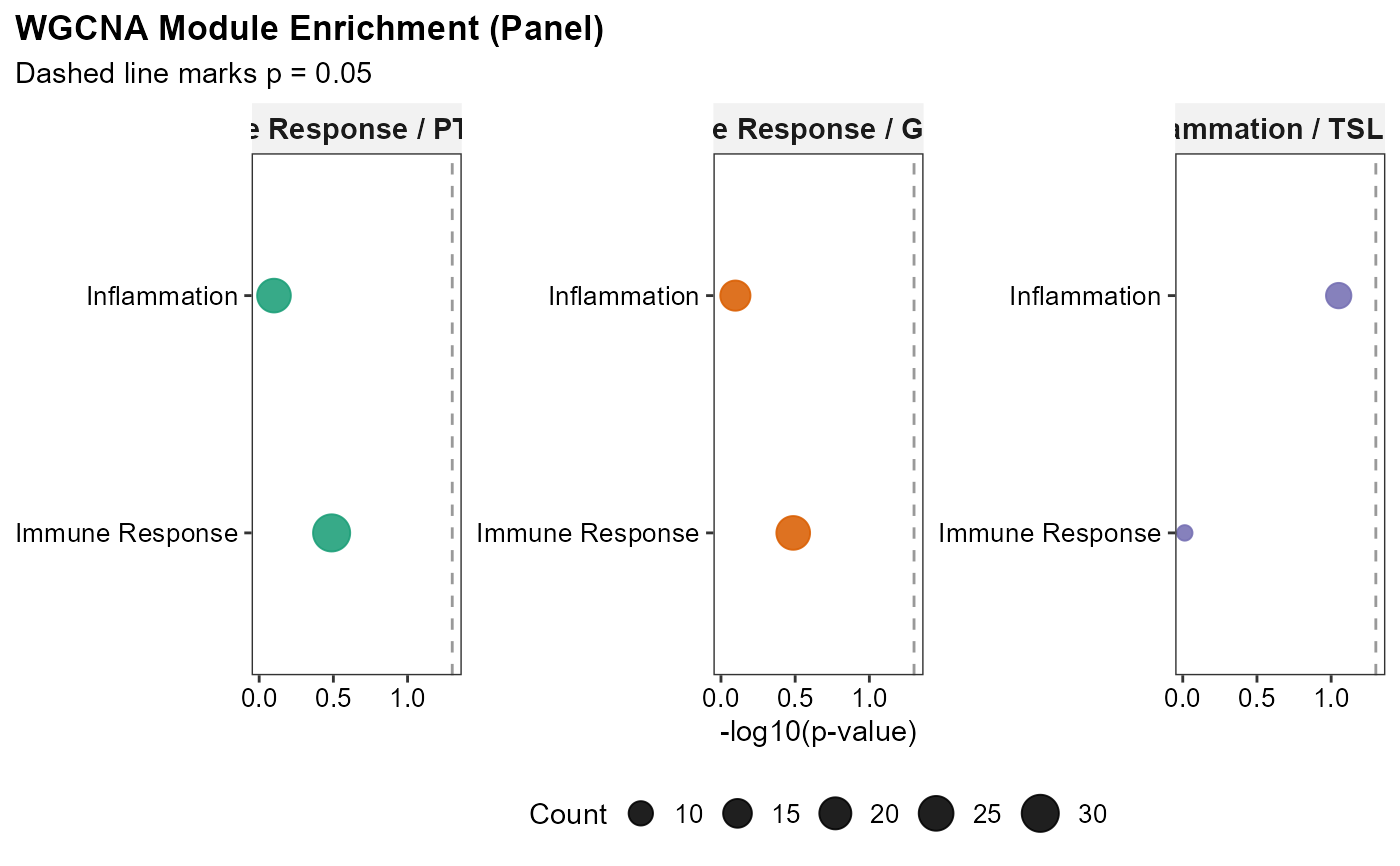 WGCNA Module Enrichment (Panel)
Dashed line marks p = 0.05
e Response / PT
e Response / G
ammation / TSL
Inflammation
Inflammation
Inflammation
Immune Response
Immune Response
Immune Response
0.0 0.5 1.0
0.0 0.5 1.0
0.0 0.5 1.0
-log10(p-value)
Count 10 15 20 25 30